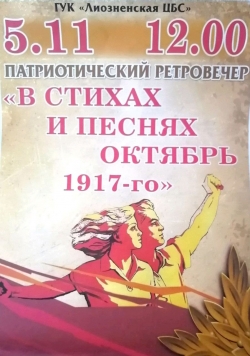 ГУК «Лиозненская ЦБС»
5.11 12.00
ПАТРИОТИЧЕСКИЙ РЕТРОВЕЧЕР
«В СТИХАХ
И ПЕСНЯХ
ОКТЯБРЬ
1917-го»